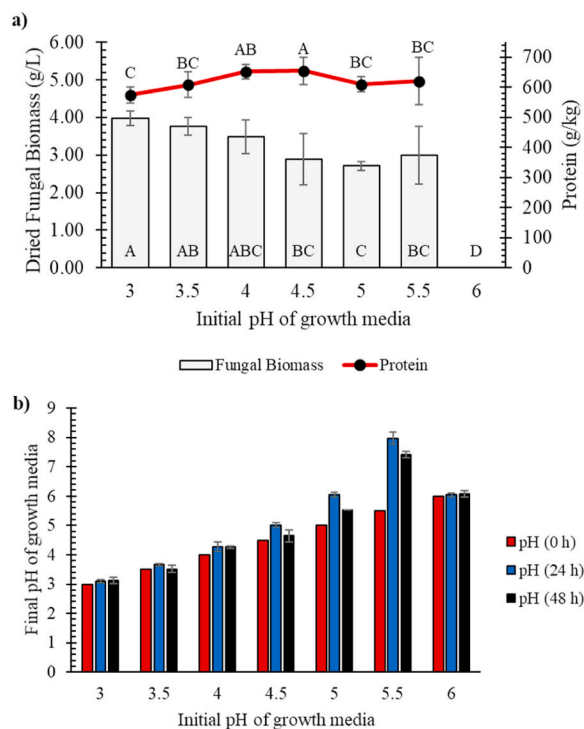 a)
6.00
5.00
4.00
3.00
2.00
1.00
0.00
Dried Fungal Biomass (g/L)
C BC AB A BC BC
A AB ABC BC C BC D
700
600
500
400
300
200
100
0
Protein (g/kg)
3 3.5 4 4.5 5 5.5 6
Initial pH of growth media
Fungal Biomass Protein
b)
9
8
7
6
5
4
3
2
1
0
Final pH of growth media
pH (0 h)
pH (24 h)
pH (48 h)
3 3.5 4 4.5 5 5.5 6
Initial pH of growth media